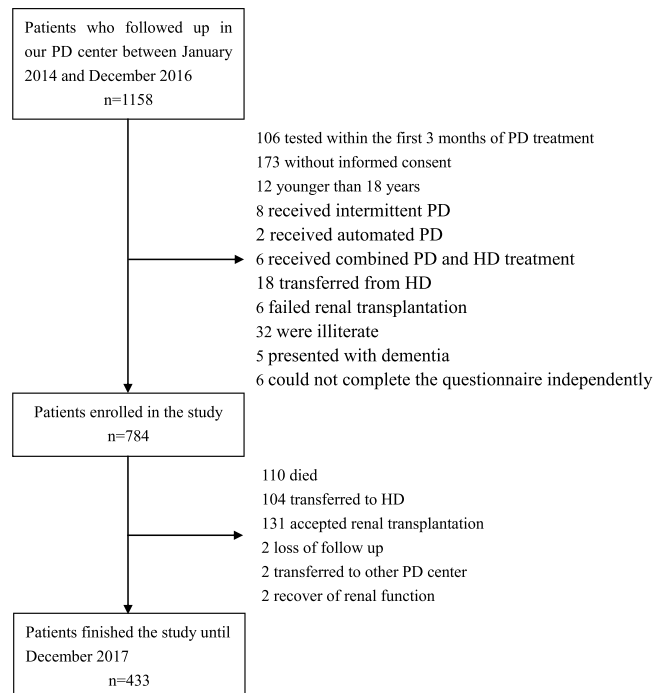 Patients who followed up in
our PD center between January
2014 and December 2016
n=1158
106 tested within the first 3 months of PD treatment
173 without informed consent
12 younger than 18 years
8 received intermittent PD
2 received automated PD
6 received combined PD and HD treatment
18 transferred from HD
6 failed renal transplantation
32 were illiterate
5 presented with dementia
6 could not complete the questionnaire independently
Patients enrolled in the study
n=784
110 died
104 transferred to HD
131 accepted renal transplantation
2 loss of follow up
2 transferred to other PD center
2 recover of renal function
Patients finished the study until
December 2017
n=433